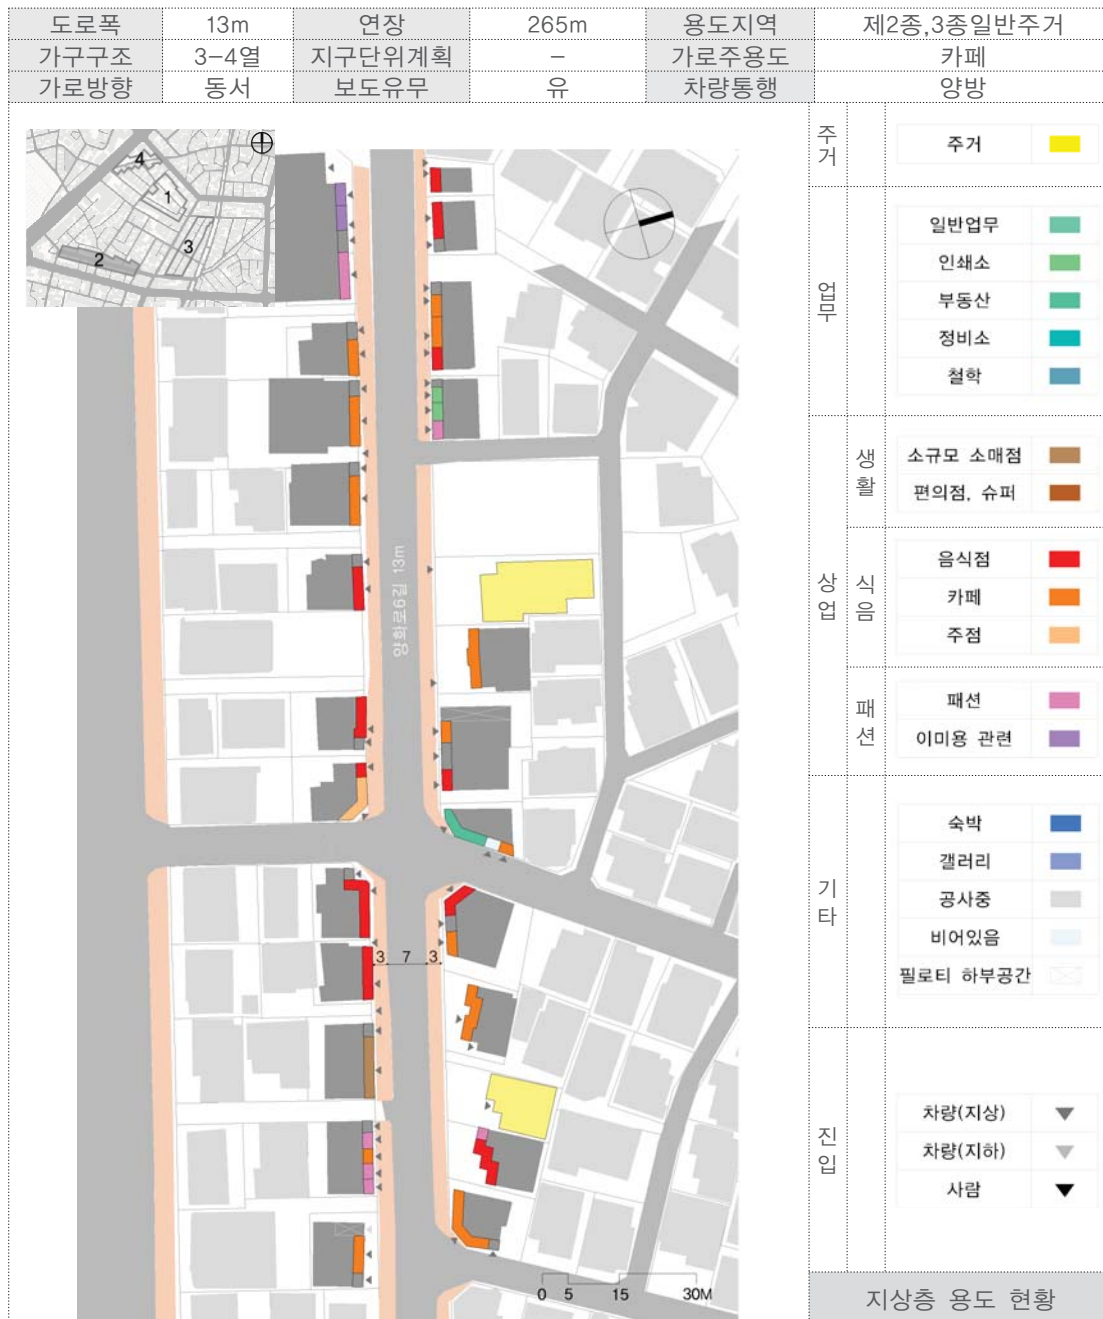 도로폭 13m 연장 265m 용도지역 제2종,3종일반주거
가구구조 3-4열 지구단위계획 - 가로주용도 카페
가로방향 동서 보도유무 유 차량통행 양방
4
1
3
2
양화로6길 13m
3 7 3
0 5 15 30M
주거
주거
업무
일반업무
인쇄소
부동산
정비소
철학
상업
생활
소규모 소매점
편의점, 슈퍼
식음
음식점
카페
주점
패션
패션
이미용 관련
기타
숙박
갤러리
공사중
비어있음
필로티 하부공간
진입
차량(지상)
차량(지하)
사람
지상층 용도 현황